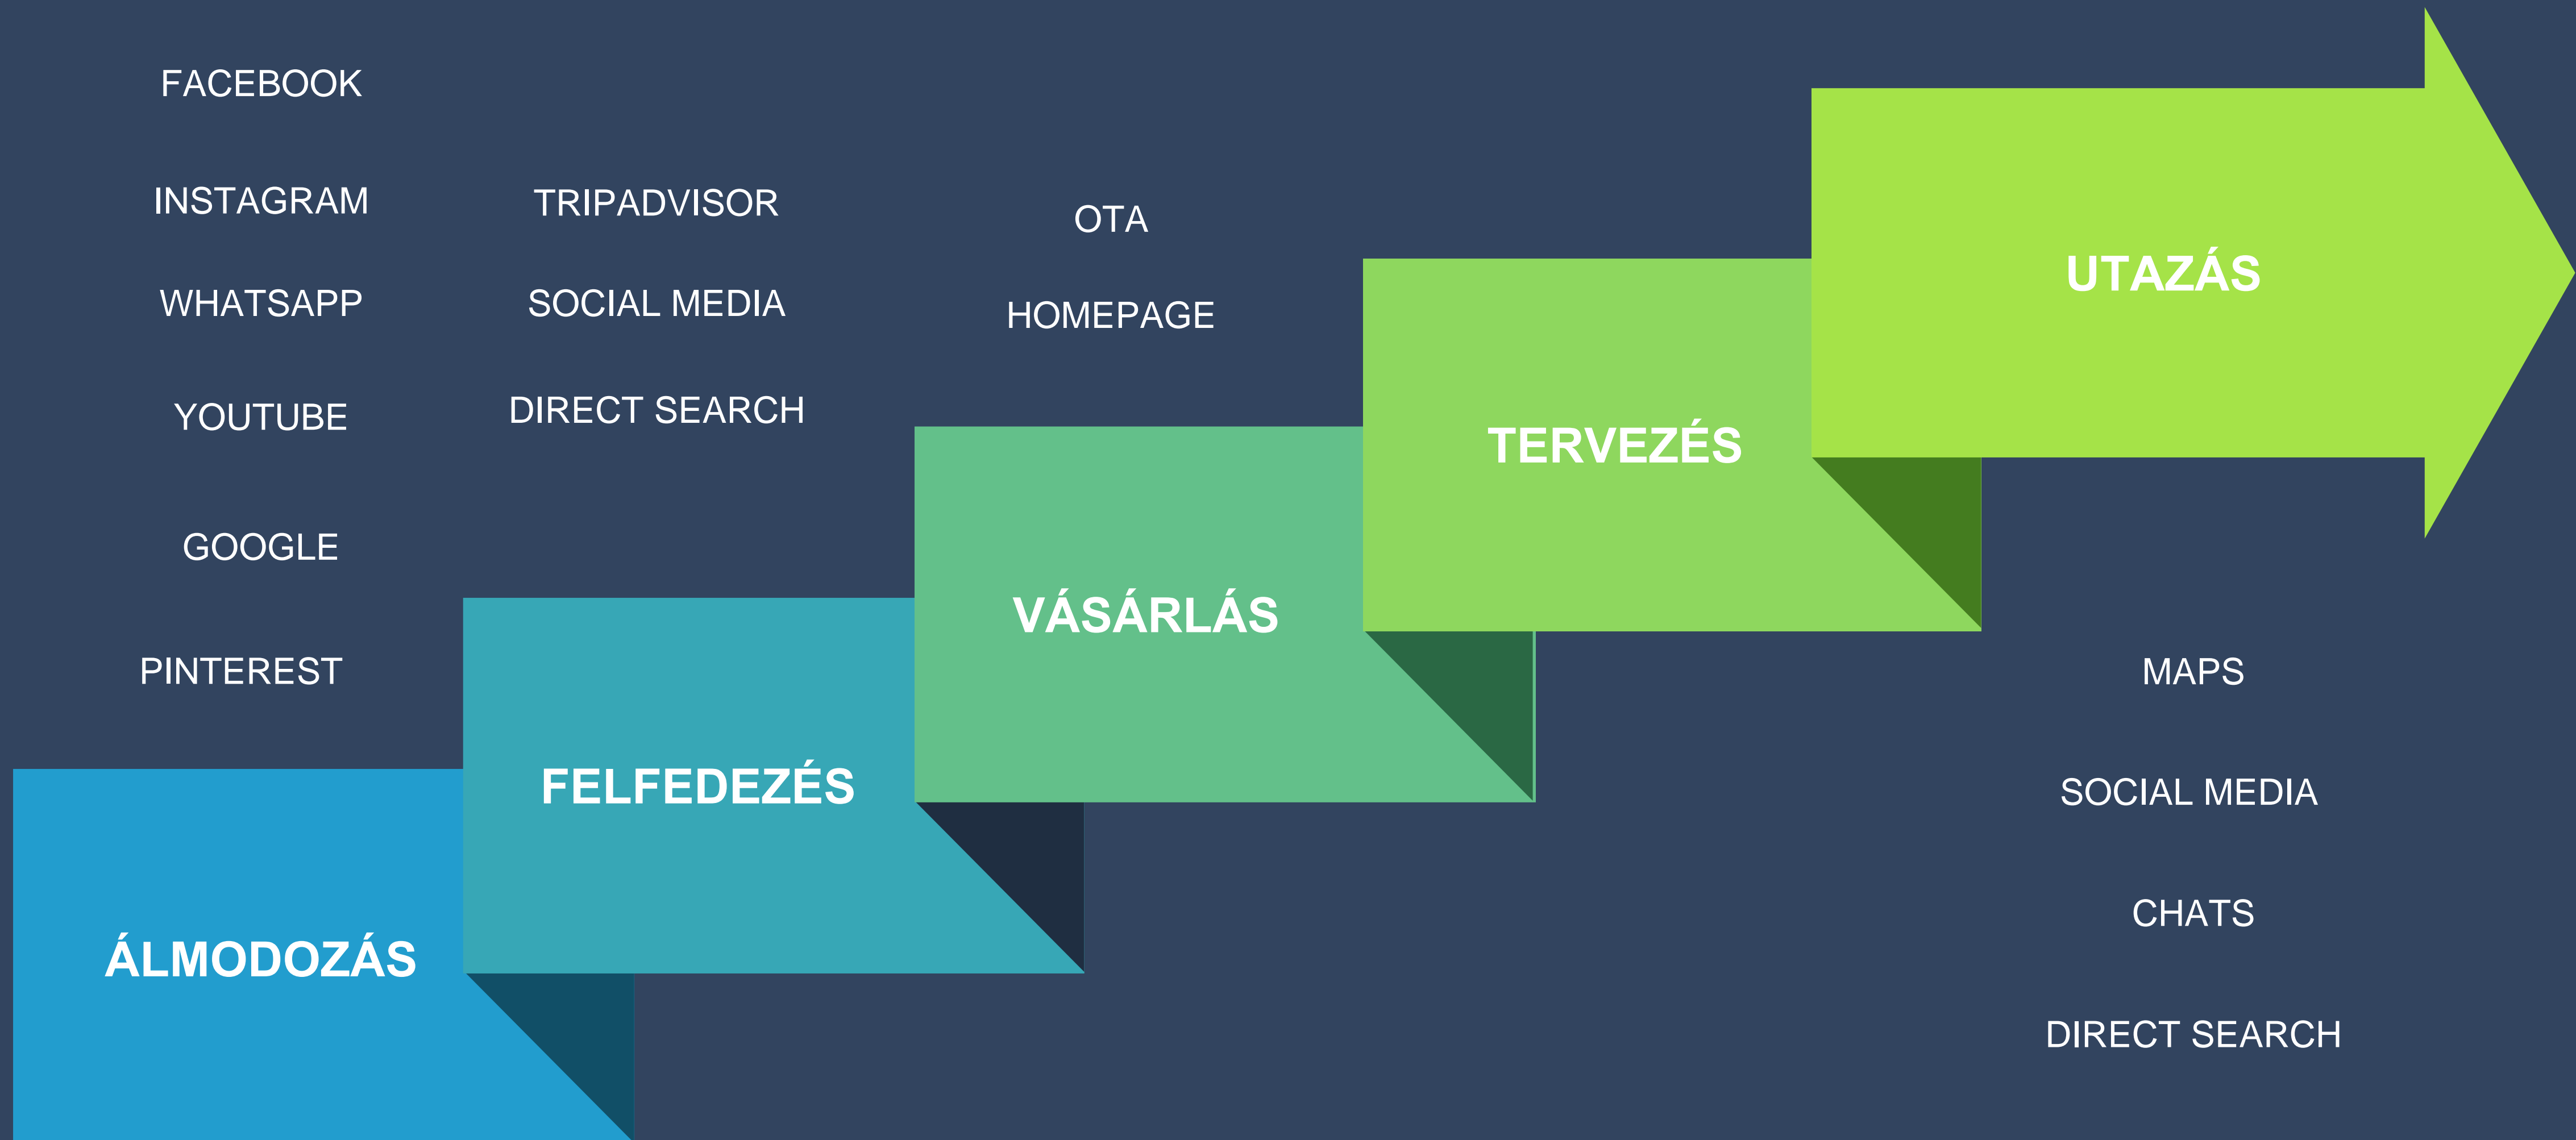 FACEBOOK
INSTAGRAM
WHATSAPP
YOUTUBE
GOOGLE
PINTEREST
ÁLMODOZÁS
TRIPADVISOR
SOCIAL MEDIA
DIRECT SEARCH
FELFEDEZÉS
OTA
HOMEPAGE
VÁSÁRLÁS
TERVEZÉS
UTAZÁS
MAPS
SOCIAL MEDIA
CHATS
DIRECT SEARCH